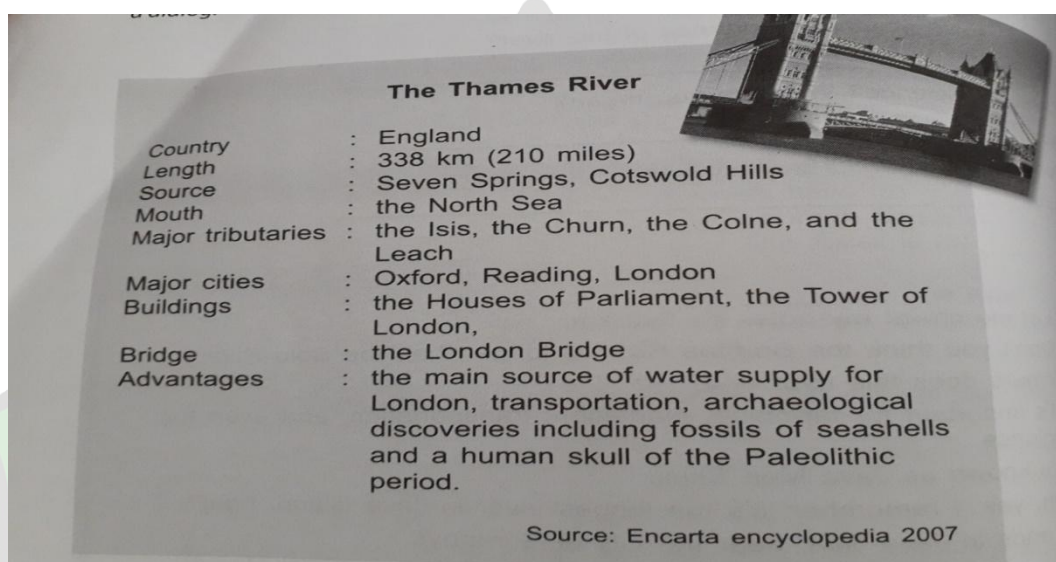 The Thames River
Country : England
Length : 338 km (210 miles)
Source : Seven Springs, Cotswold Hills
Mouth : the North Sea
Major tributaries : the Isis, the Churn, the Colne, and the
Leach
Major cities : Oxford, Reading, London
Buildings : the Houses of Parliament, the Tower of
London,
Bridge : the London Bridge
Advantages : the main source of water supply for
London, transportation, archaeological
discoveries including fossils of seashells
and a human skull of the Paleolithic
period.
Source: Encarta encyclopedia 2007